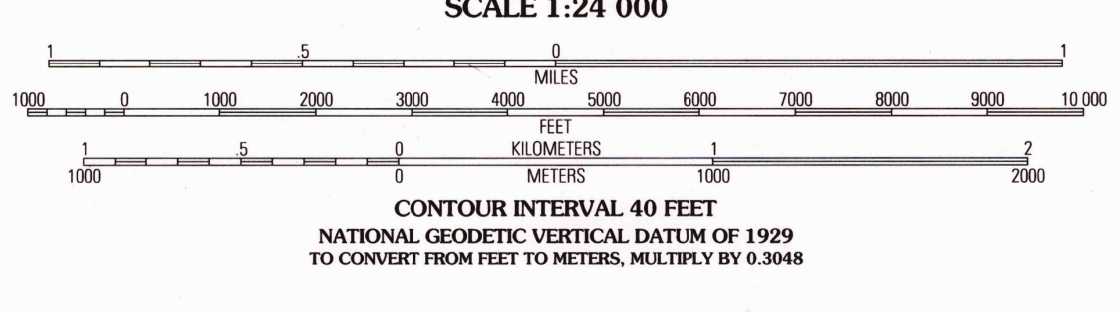 SCALE 1:24 000
1 .5 0 1
MILES
1000 0 1000 2000 3000 4000 5000 6000 7000 8000 9000 10 000
FEET
1 .5 0 KILOMETERS 1 2
1000 0 METERS 1000 2000
CONTOUR INTERVAL 40 FEET
NATIONAL GEODETIC VERTICAL DATUM OF 1929
TO CONVERT FROM FEET TO METERS, MULTIPLY BY 0.3048